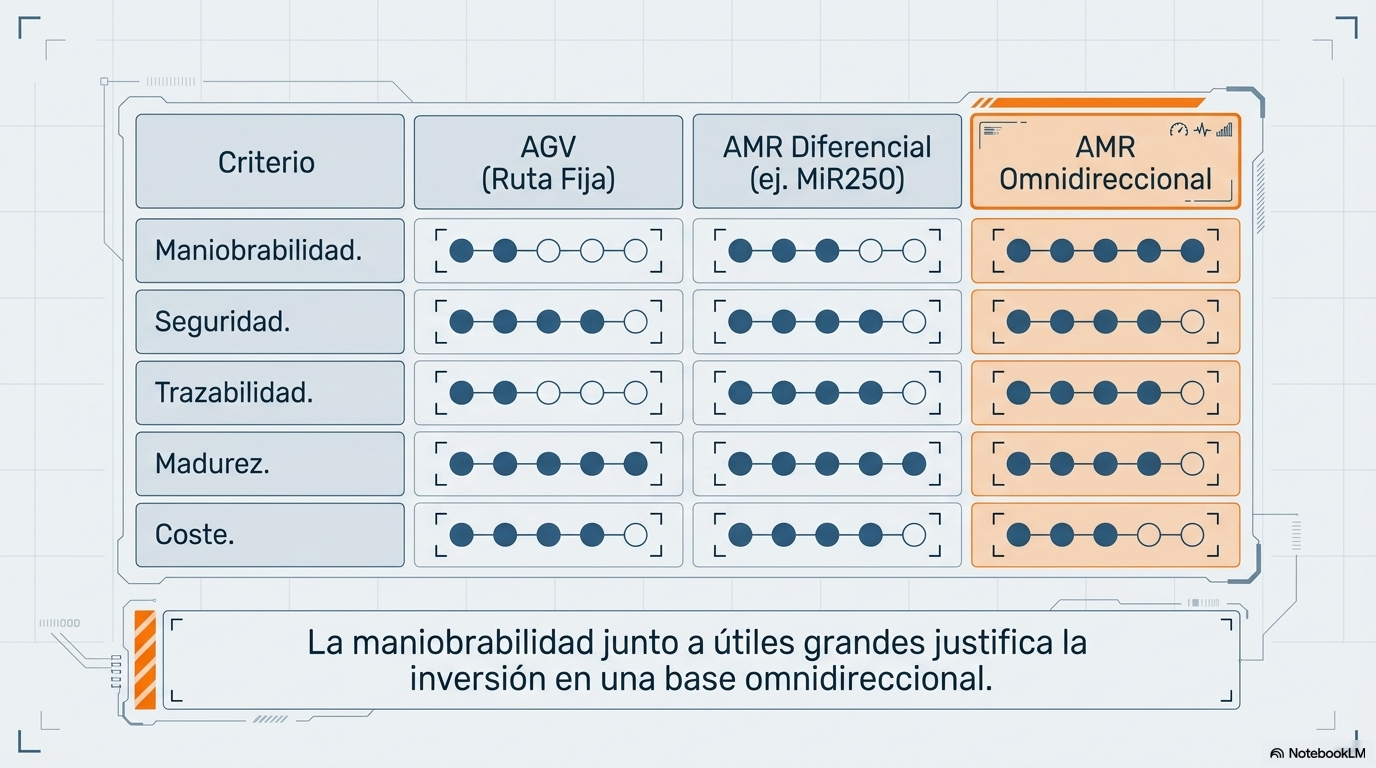 Criterio
AGV
(Ruta Fija)
AMR Diferencial
(ej. MiR250)
AMR
Omnidireccional
Maniobrabilidad.
Seguridad.
Trazabilidad.
Madurez.
Coste.
La maniobrabilidad junto a útiles grandes justifica la
inversión en una base omnidireccional.
NotebookLM